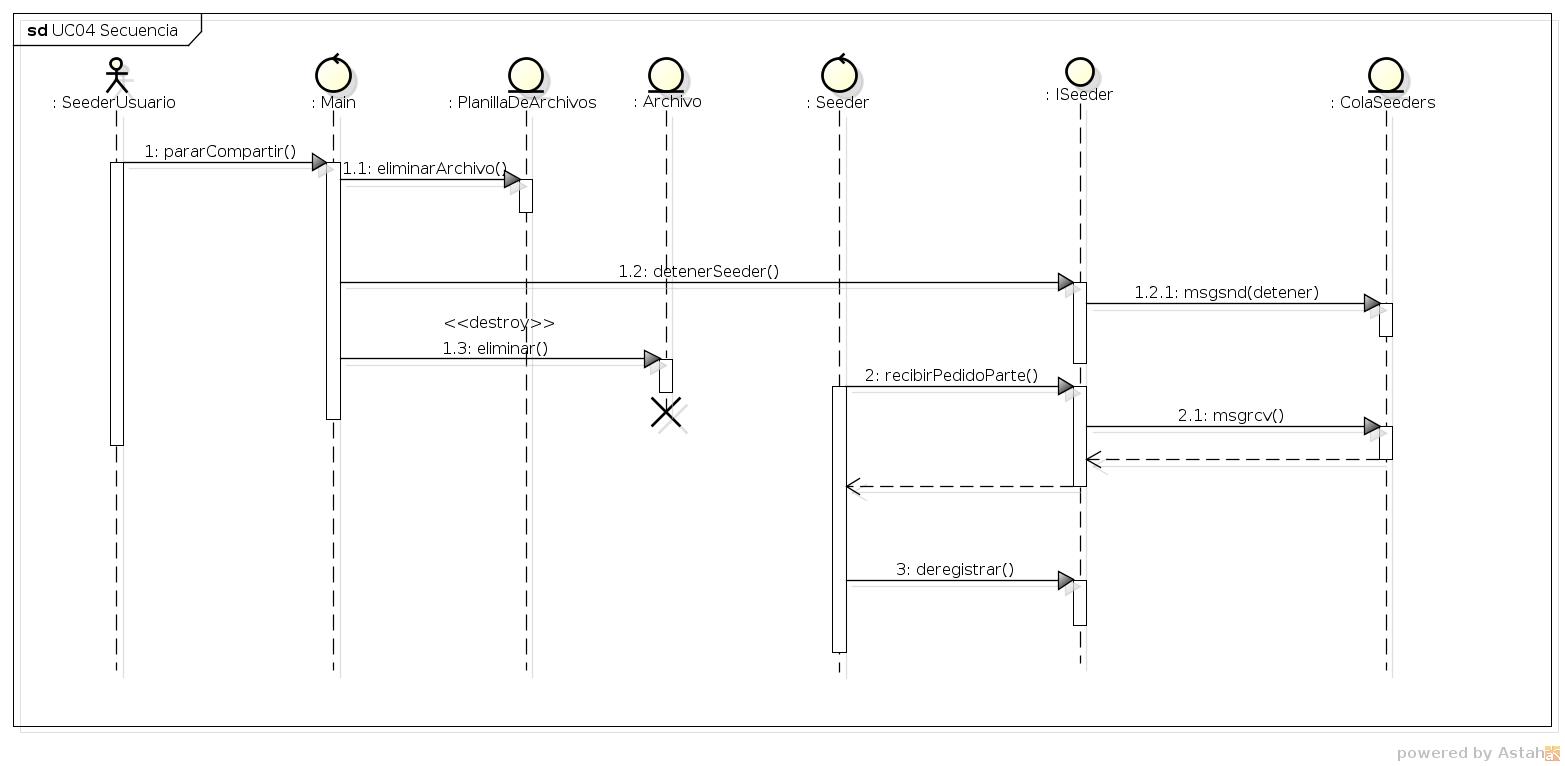 sd UC04 Secuencia
: SeederUsuario
: Main
: PlanillaDeArchivos
: Archivo
: Seeder
: ISeeder
: ColaSeeders
1: pararCompartir()
1.1: eliminarArchivo()
1.2: detenerSeeder()
1.2.1: msgsnd(detener)
<<destroy>>
1.3: eliminar()
2: recibirPedidoParte()
2.1: msgrcv()
3: deregistrar()
powered by Astah